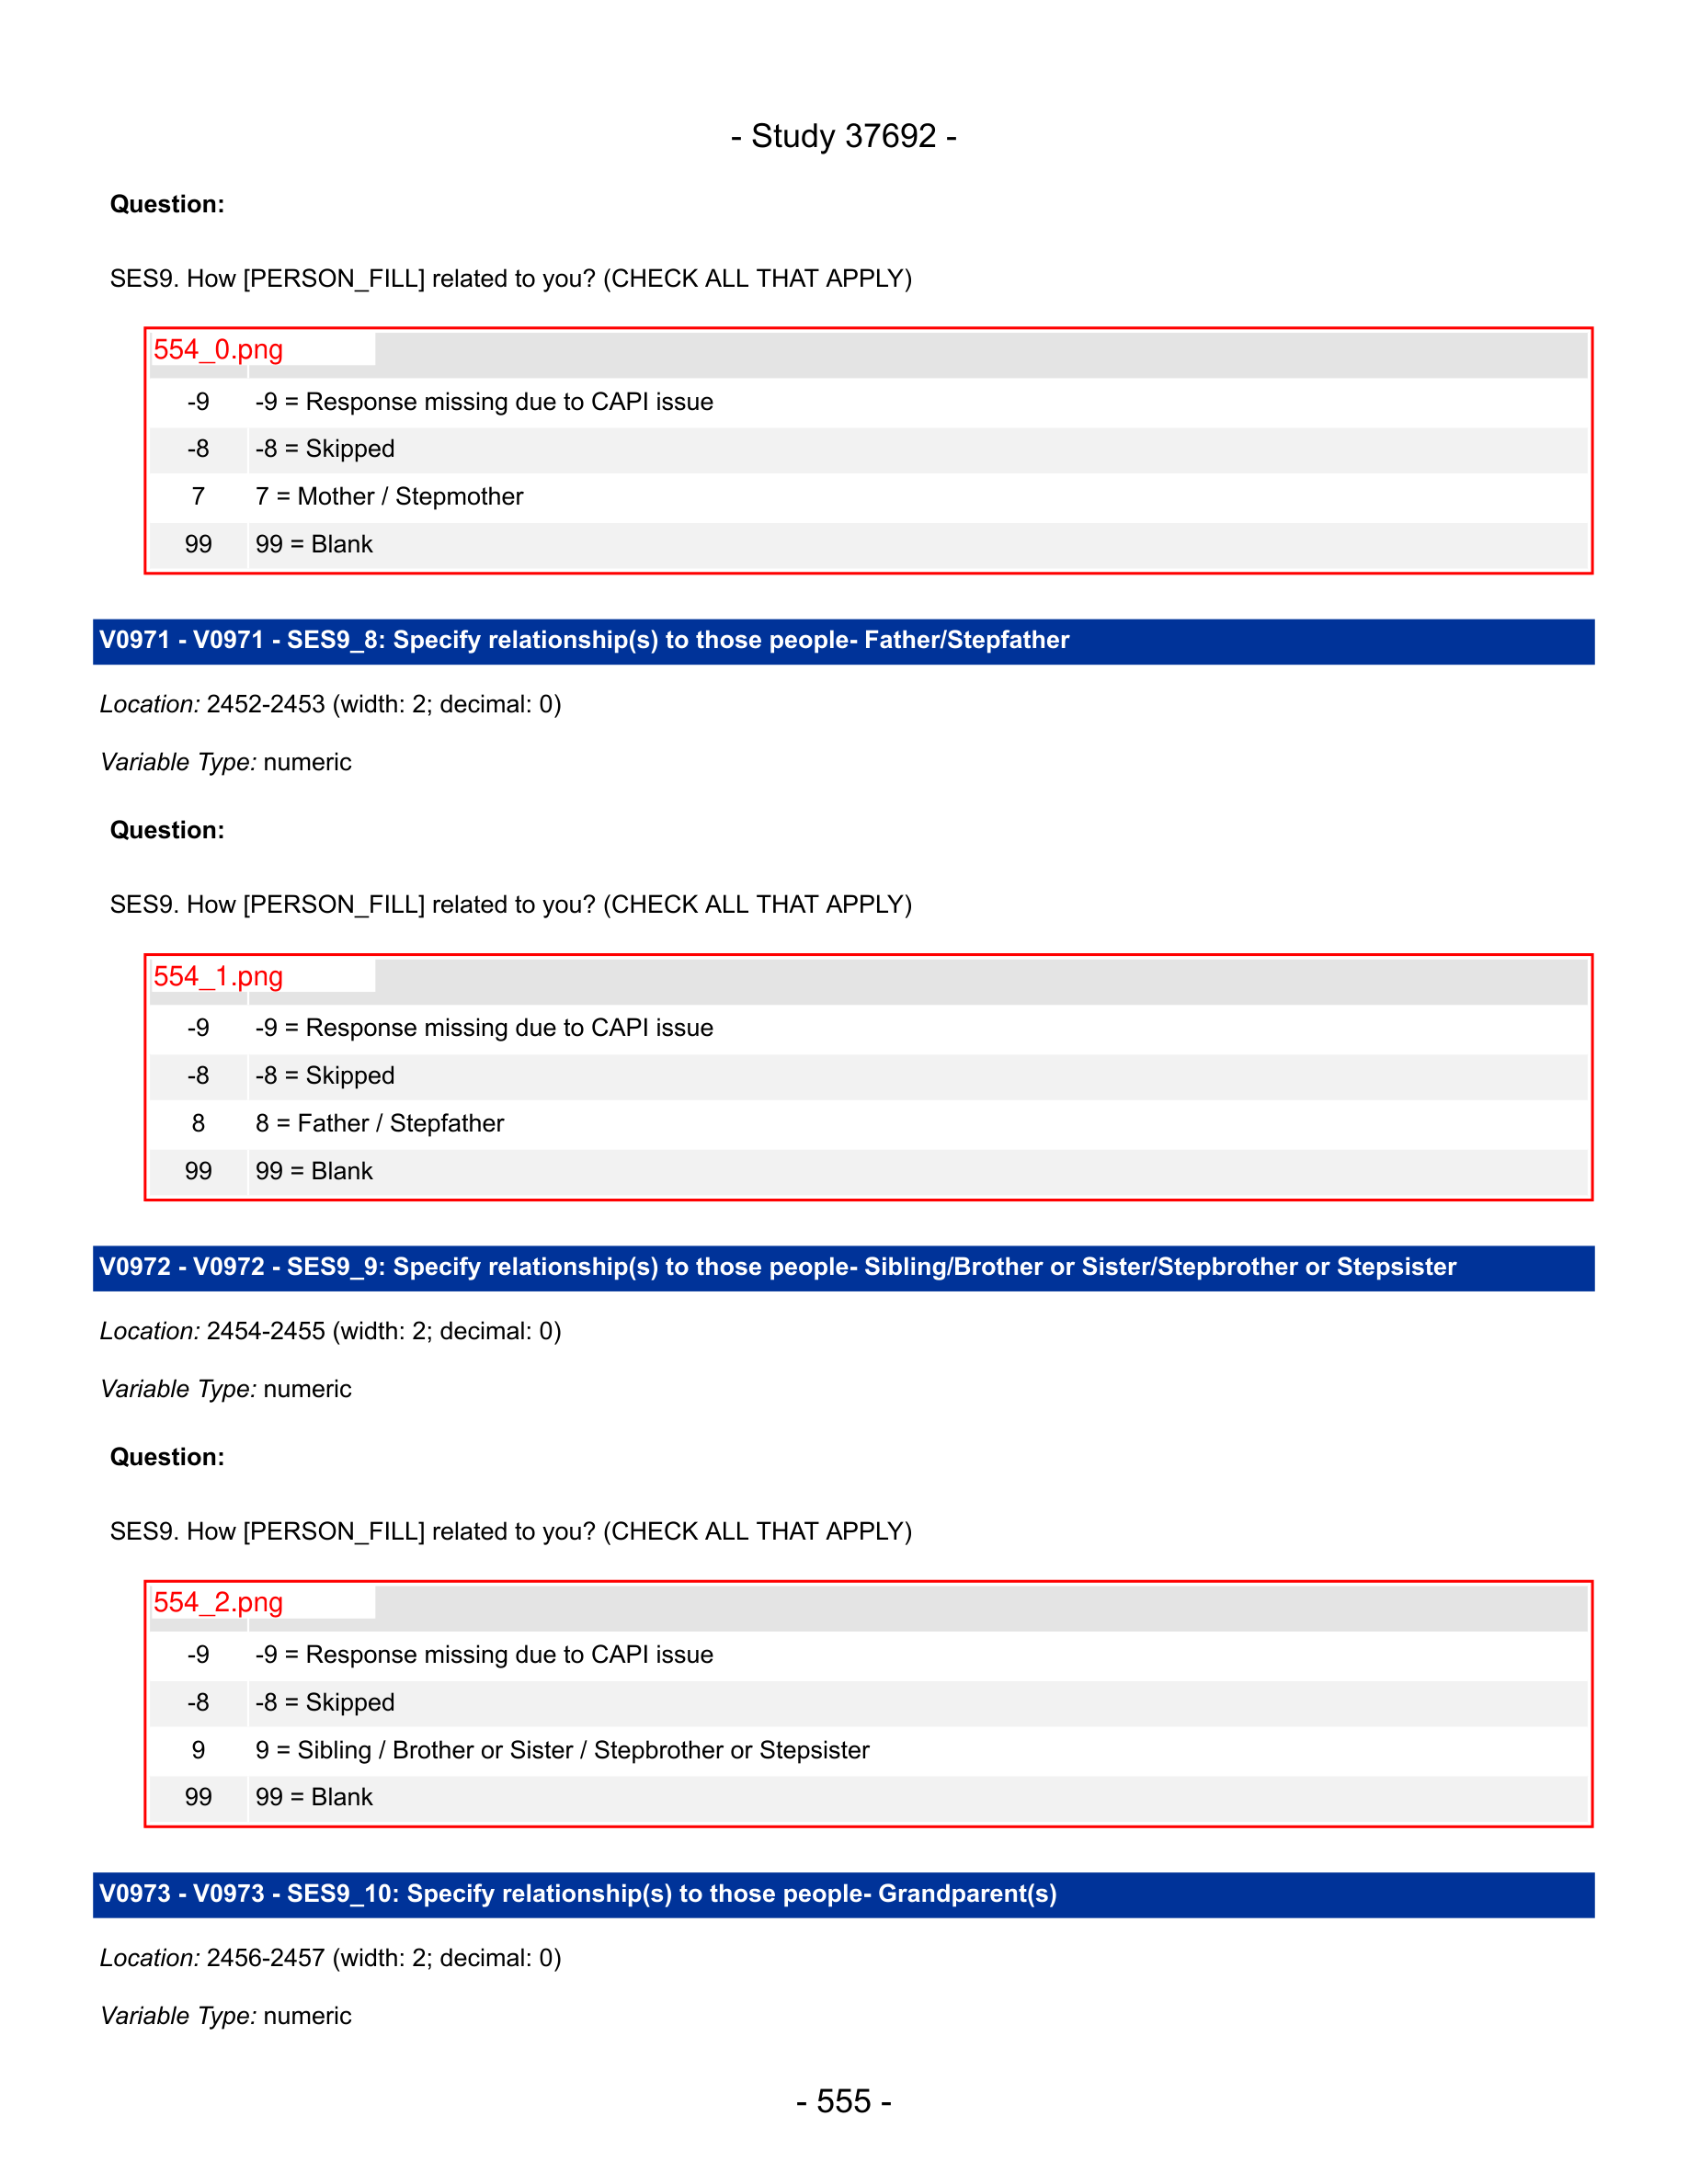 - Study 37692 -
Question:
SES9. How [PERSON_FILL] related to you? (CHECK ALL THAT APPLY)
554_0.png
-9 -9 = Response missing due to CAPI issue
-8 -8 = Skipped
7 7 = Mother / Stepmother
99 99 = Blank
V0971 - V0971 - SES9_8: Specify relationship(s) to those people- Father/Stepfather
Location: 2452-2453 (width: 2; decimal: 0)
Variable Type: numeric
Question:
SES9. How [PERSON_FILL] related to you? (CHECK ALL THAT APPLY)
554_1.png
-9 -9 = Response missing due to CAPI issue
-8 -8 = Skipped
8 8 = Father / Stepfather
99 99 = Blank
V0972 - V0972 - SES9_9: Specify relationship(s) to those people- Sibling/Brother or Sister/Stepbrother or Stepsister
Location: 2454-2455 (width: 2; decimal: 0)
Variable Type: numeric
Question:
SES9. How [PERSON_FILL] related to you? (CHECK ALL THAT APPLY)
554_2.png
-9 -9 = Response missing due to CAPI issue
-8 -8 = Skipped
9 9 = Sibling / Brother or Sister / Stepbrother or Stepsister
99 99 = Blank
V0973 - V0973 - SES9_10: Specify relationship(s) to those people- Grandparent(s)
Location: 2456-2457 (width: 2; decimal: 0)
Variable Type: numeric
- 555 -